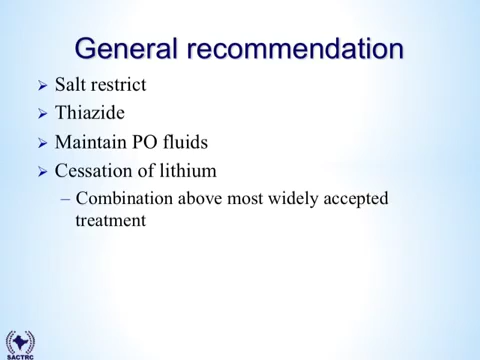 General recommendation
Salt restrict
Thiazide
Maintain PO fluids
Cessation of lithium
– Combination above most widely accepted
treatment
SACTRC